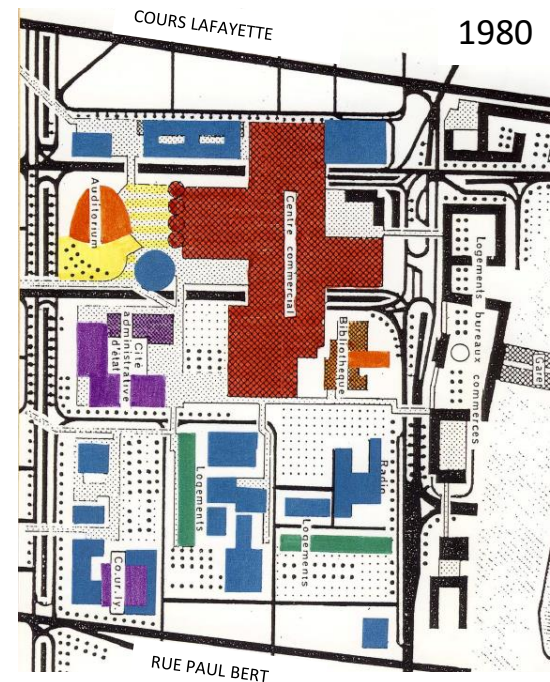 COURS LAFAYETTE
1980
Auditorium
Centre commercial
Logements bureaux commerces
Gare
Cité
administrative
d'état
Bibliothèque
Logements
Radio
Logements
Co.ur.ly.
RUE PAUL BERT